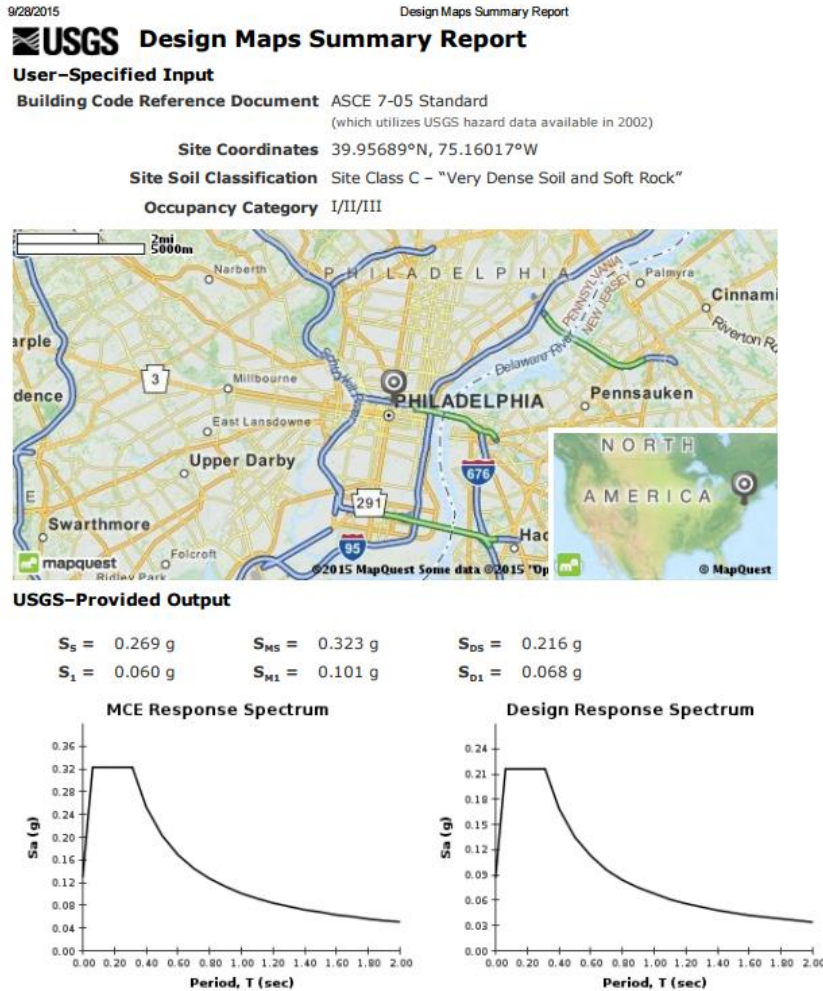 9/28/2015 Design Maps Summary Report
USGS Design Maps Summary Report
User–Specified Input
Building Code Reference Document ASCE 7-05 Standard
(which utilizes USGS hazard data available in 2002)
Site Coordinates 39.95689°N, 75.16017°W
Site Soil Classification Site Class C – “Very Dense Soil and Soft Rock”
Occupancy Category I/II/III
2mi
5000m
Narberth
PHILADELPHIA
PENNSYLVANIA
NEW JERSEY
Palmyra
Cinnami
Riverton Rd
arple
3
Delaware River
dence
Millbourne
PHILADELPHIA
Pennsauken
East Lansdowne
Upper Darby
676
NORTH
AMERICA
E
291
Swarthmore
95
Had
mapquest
Folcroft
Ridley Park
©2015 MapQuest Some data ©2015 "Op
© MapQuest
USGS–Provided Output
SS = 0.269 g SMS = 0.323 g SDS = 0.216 g
S1 = 0.060 g SM1 = 0.101 g SD1 = 0.068 g
MCE Response Spectrum
Sa (g)
0.36
0.32
0.28
0.24
0.20
0.16
0.12
0.08
0.04
0.00
0.00 0.20 0.40 0.60 0.80 1.00 1.20 1.40 1.60 1.80 2.00
Period, T (sec)
Design Response Spectrum
Sa (g)
0.24
0.21
0.18
0.15
0.12
0.09
0.06
0.03
0.00
0.00 0.20 0.40 0.60 0.80 1.00 1.20 1.40 1.60 1.80 2.00
Period, T (sec)